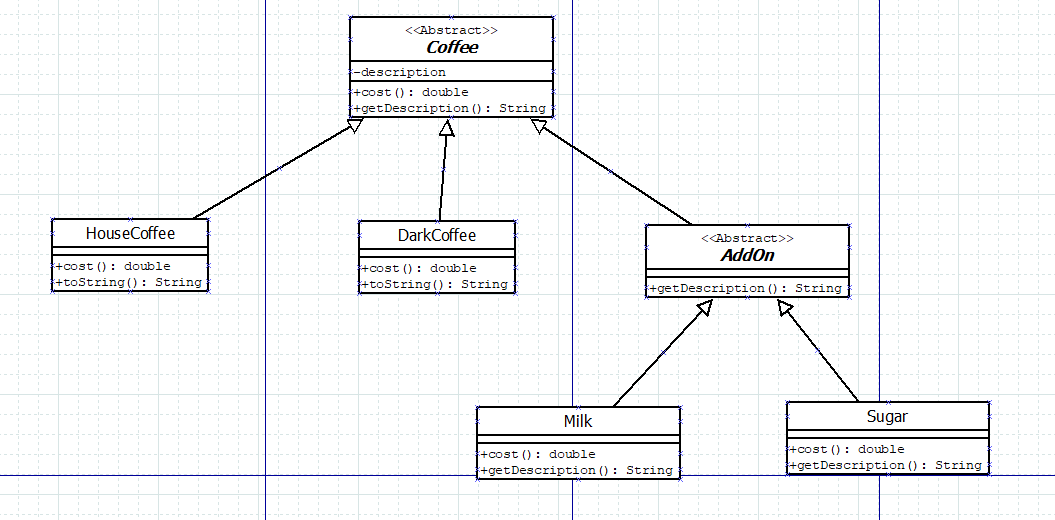 <<Abstract>>
Coffee
-description
+cost(): double
+getDescription(): String
HouseCoffee
+cost(): double
+toString(): String
DarkCoffee
+cost(): double
+toString(): String
<<Abstract>>
AddOn
+getDescription(): String
Milk
+cost(): double
+getDescription(): String
Sugar
+cost(): double
+getDescription(): String